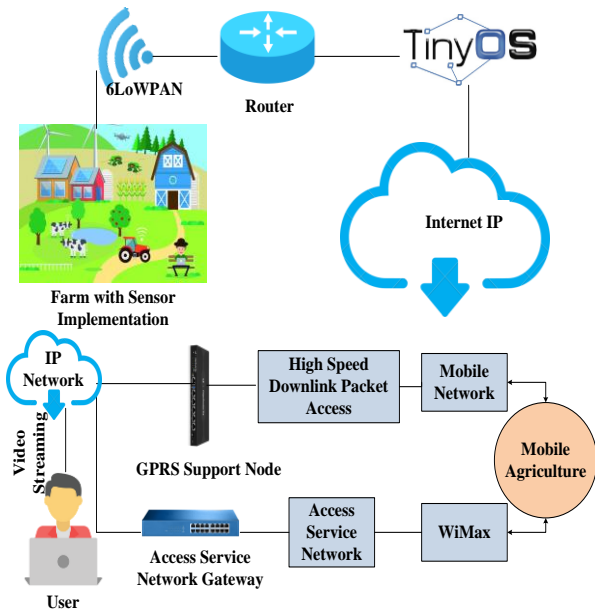 6LoWPAN
Router
TinyOS
Internet IP
Farm with Sensor
Implementation
IP
Network
High Speed
Downlink Packet
Access
Mobile
Network
Video
Streaming
GPRS Support Node
Mobile
Agriculture
Access
Service
Network
WiMax
Access Service
Network Gateway
User